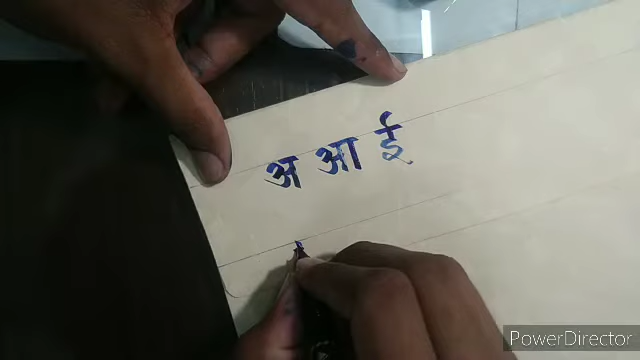 अ आ ई
PowerDirector